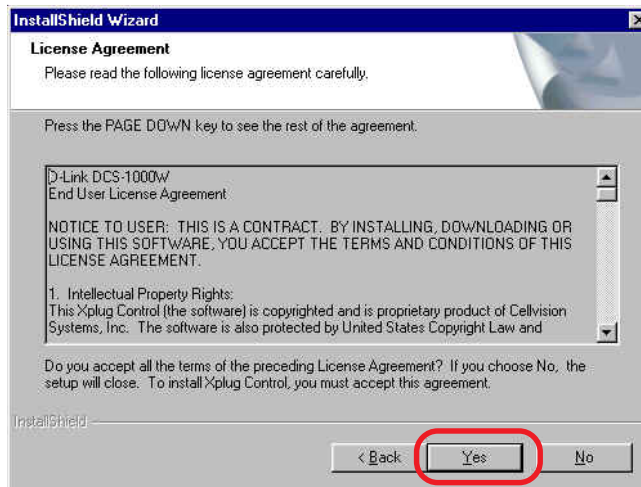 InstallShield Wizard
License Agreement
Please read the following license agreement carefully.
Press the PAGE DOWN key to see the rest of the agreement.
D-Link DCS-1000W
End User License Agreement
NOTICE TO USER: THIS IS A CONTRACT. BY INSTALLING, DOWNLOADING OR
USING THIS SOFTWARE, YOU ACCEPT THE TERMS AND CONDITIONS OF THIS
LICENSE AGREEMENT.
1. Intellectual Property Rights:
This Xplug Control (the software) is copyrighted and is proprietary product of Cellvision
Systems, Inc. The software is also protected by United States Copyright Law and
Do you accept all the terms of the preceding License Agreement? If you choose No, the
setup will close. To install Xplug Control, you must accept this agreement.
InstallShield
< Back
Yes
No